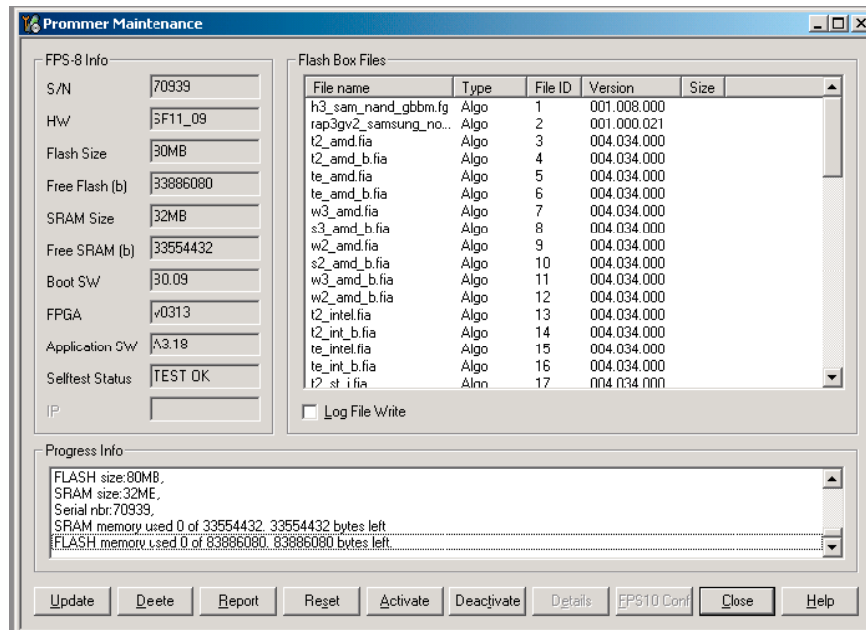 Prommer Maintenance
FPS-8 Info
S/N 70939
HW SF11_09
Flash Size 80MB
Free Flash (b) 83886080
SRAM Size 32MB
Free SRAM (b) 33554432
Boot SW 30.09
FPGA v0313
Application SW A3.18
Selftest Status TEST OK
IP
Flash Box Files
File name Type File ID Version Size
h3_sam_nand_gbbm.fg Algo 1 001.008.000
rap3gv2_samsung_no... Algo 2 001.000.021
t2_amd.fia Algo 3 004.034.000
t2_amd_b.fia Algo 4 004.034.000
te_amd.fia Algo 5 004.034.000
te_amd_b.fia Algo 6 004.034.000
w3_amd.fia Algo 7 004.034.000
s3_amd_b.fia Algo 8 004.034.000
w2_amd.fia Algo 9 004.034.000
s2_amd_b.fia Algo 10 004.034.000
w3_amd_b.fia Algo 11 004.034.000
w2_amd_b.fia Algo 12 004.034.000
t2_intel.fia Algo 13 004.034.000
t2_int_b.fia Algo 14 004.034.000
te_intel.fia Algo 15 004.034.000
te_int_b.fia Algo 16 004.034.000
t2_st_i.fia Algo 17 004.034.000
Log File Write
Progress Info
FLASH size:80MB,
SRAM size:32MB,
Serial nbr:70939,
SRAM memory used 0 of 33554432. 33554432 bytes left
FLASH memory used 0 of 83886080. 83886080 bytes left.
Update Delete Report Reset Activate Deactivate Details FPS10 Conf Close Help